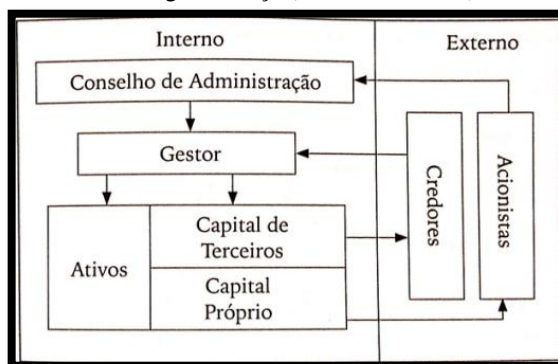 Interno
Externo
Conselho de Administração
Gestor
Ativos
Capital de
Terceiros
Capital
Próprio
Credores
Acionistas